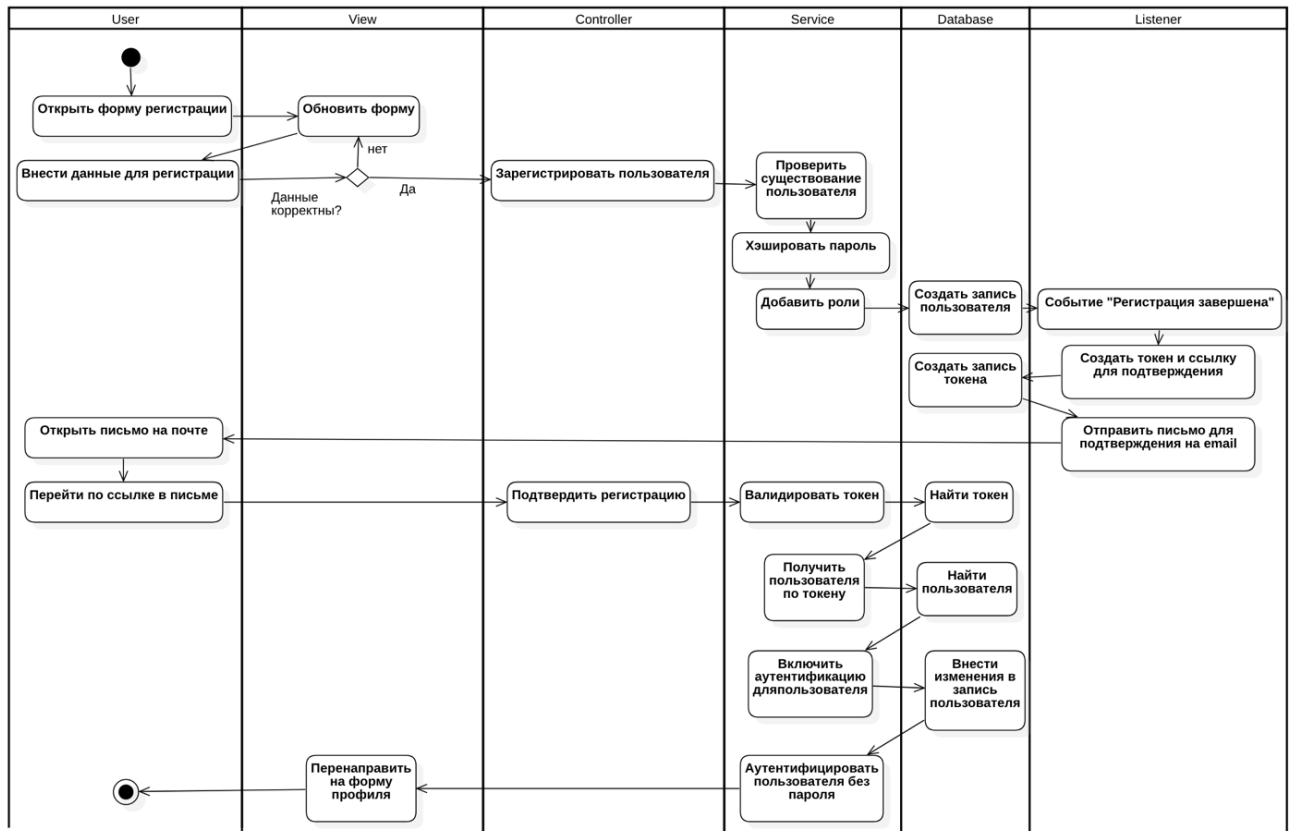 User
View
Controller
Service
Database
Listener
Открыть форму регистрации
Обновить форму
нет
Внести данные для регистрации
Данные
корректны?
Да
Зарегистрировать пользователя
Проверить
существование
пользователя
Хэшировать пароль
Добавить роли
Создать запись
пользователя
Событие "Регистрация завершена"
Создать токен и ссылку
для подтверждения
Создать запись
токена
Отправить письмо для
подтверждения на email
Открыть письмо на почте
Перейти по ссылке в письме
Подтвердить регистрацию
Валидировать токен
Найти токен
Получить
пользователя
по токену
Найти
пользователя
Включить
аутентификацию
дляпользователя
Внести
изменения в
запись
пользователя
Аутентифицировать
пользователя без
пароля
Перенаправить
на форму
профиля